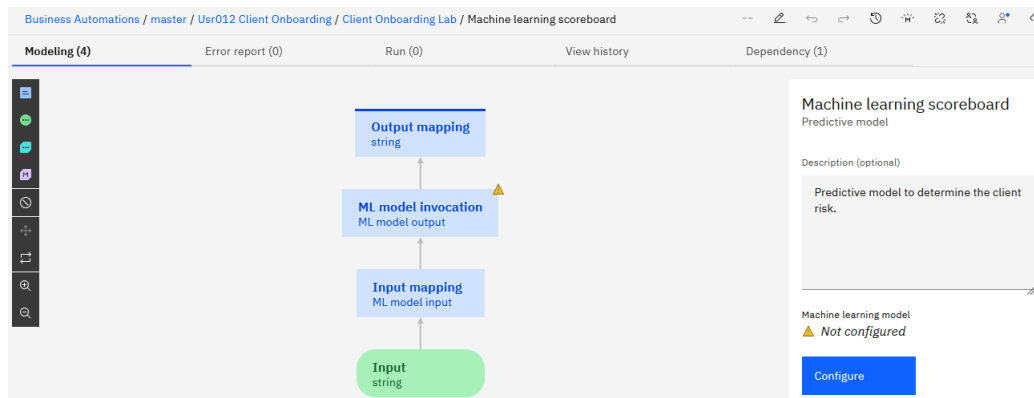 Business Automations / master / Usr012 Client Onboarding / Client Onboarding Lab / Machine learning scoreboard
--
Modeling (4)
Error report (0)
Run (0)
View history
Dependency (1)
M
Output mapping
string
ML model invocation
ML model output
Input mapping
ML model input
Input
string
Machine learning scoreboard
Predictive model
Description (optional)
Predictive model to determine the client
risk.
Machine learning model
Not configured
Configure